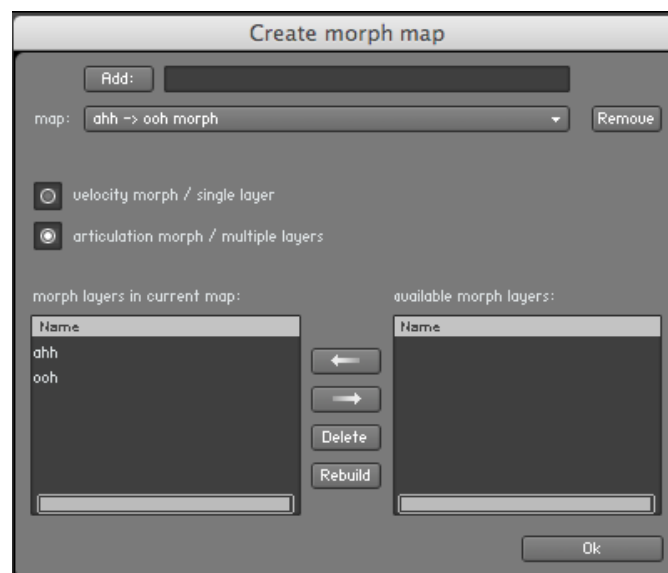 Create morph map
Add:
map: ahh -> ooh morph Remove
velocity morph / single layer
articulation morph / multiple layers
morph layers in current map: available morph layers:
Name Name
ahh
ooh
Delete
Rebuild
Ok